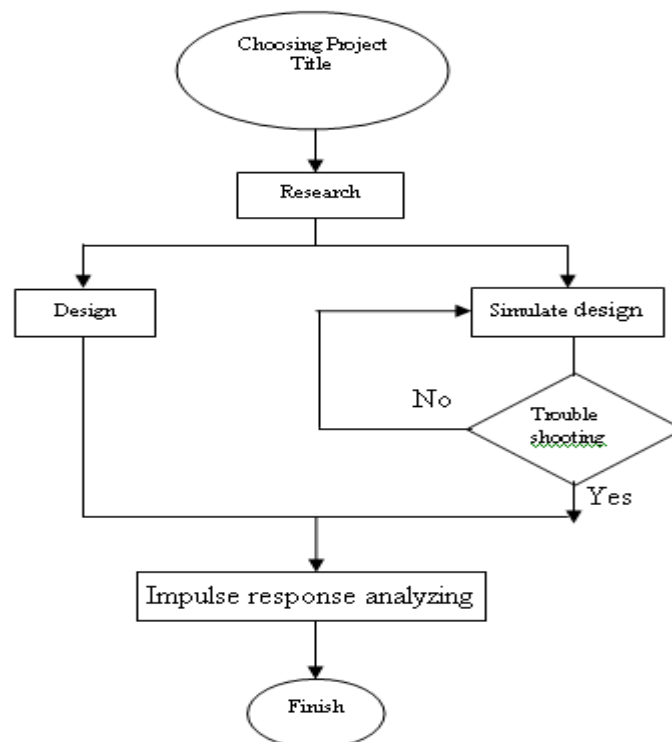 Choosing Project
Title
Research
Design
Simulate design
No
Trouble
shooting
Yes
Impulse response analyzing
Finish